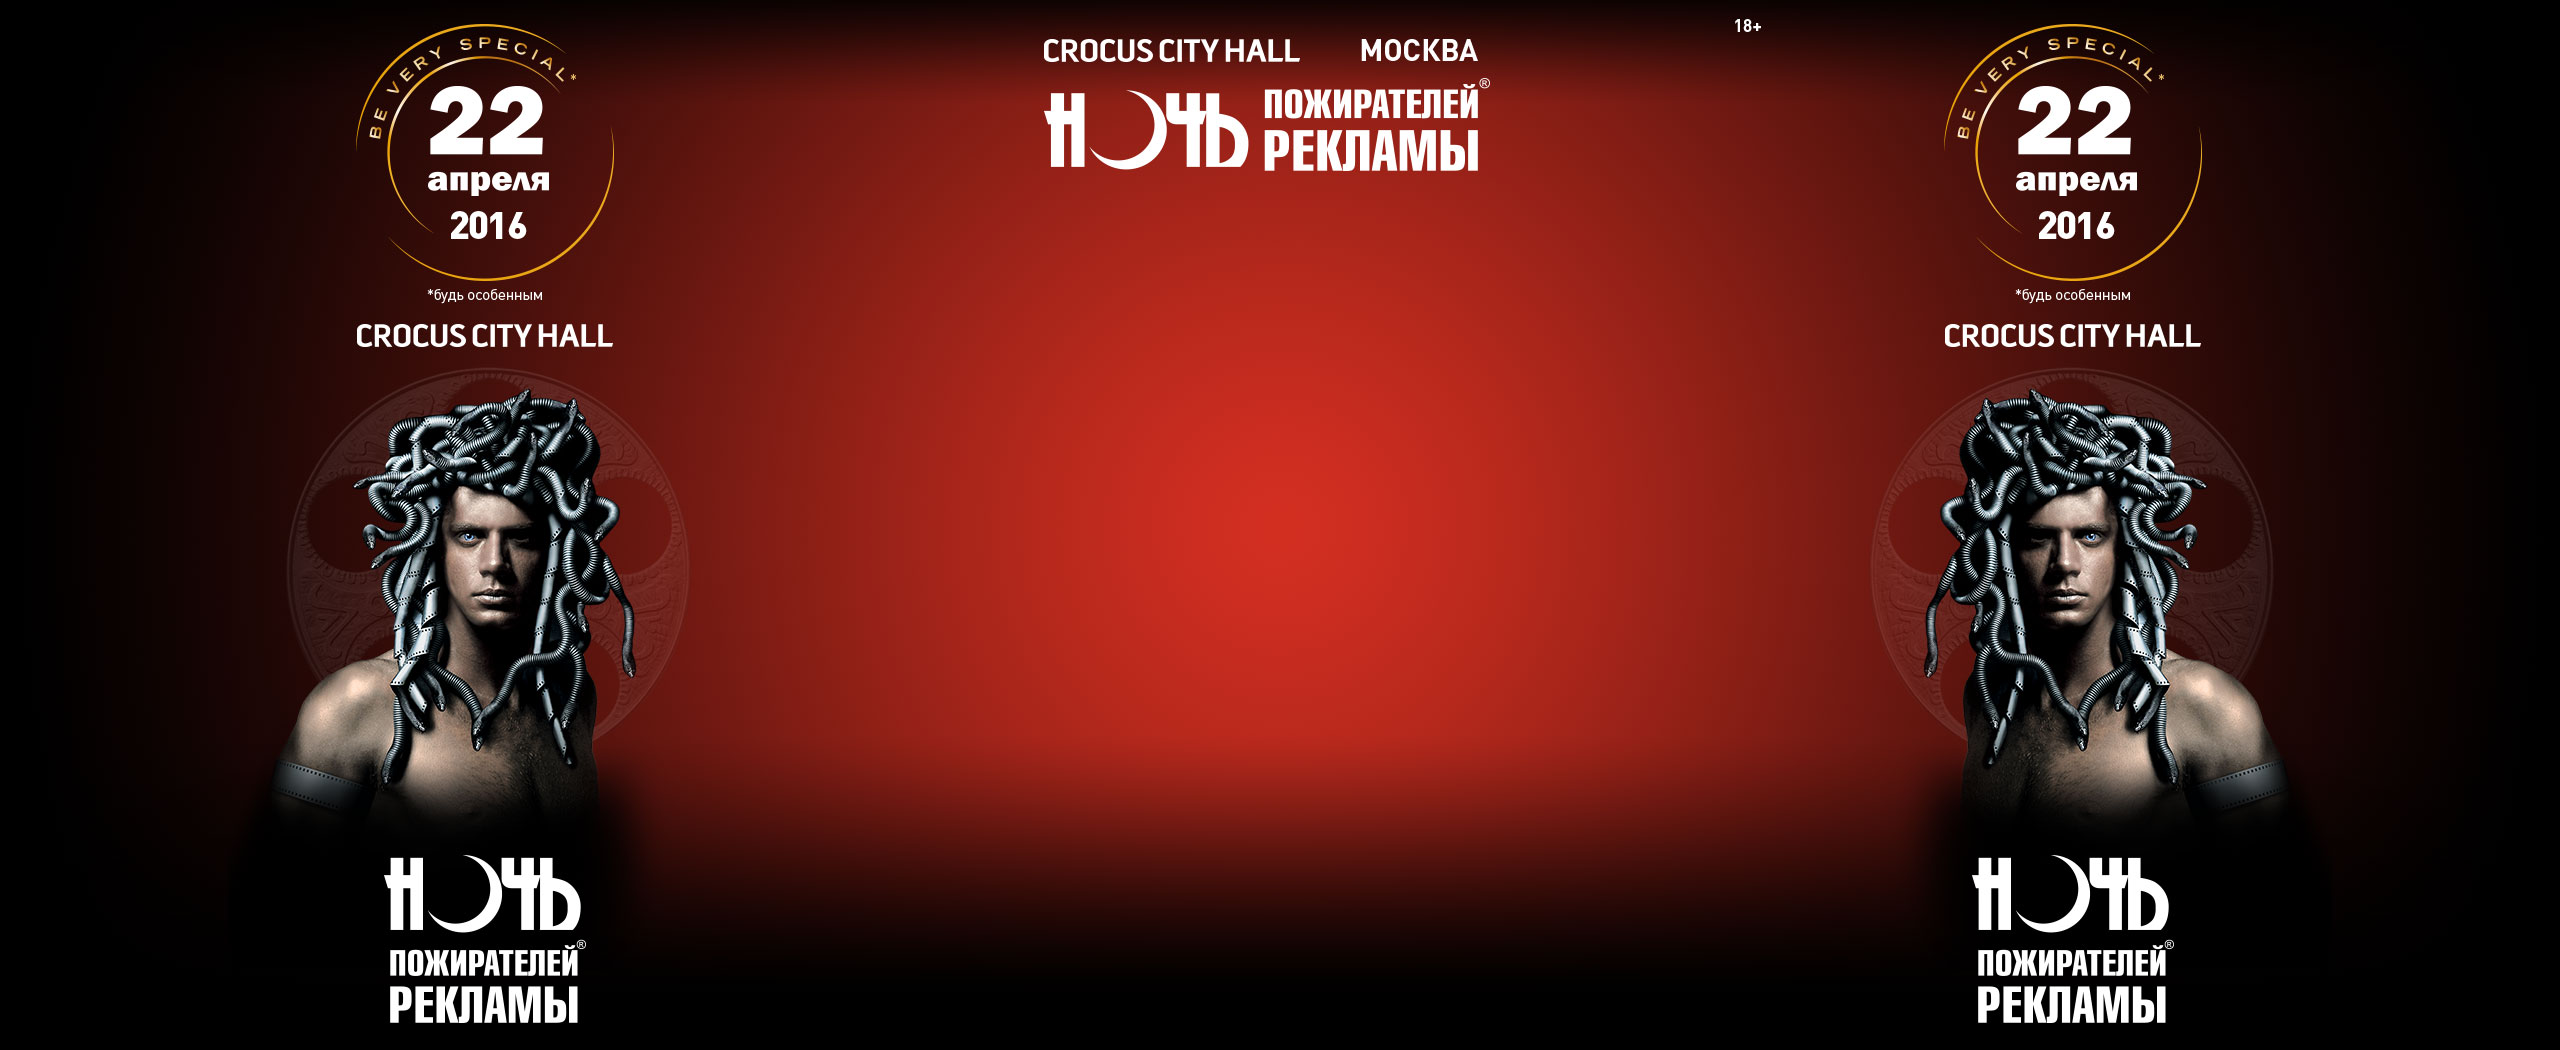 BE VERY SPECIAL*
22
апреля
2016
*будь особенным
CROCUS CITY HALL
НОЧЬ
ПОЖИРАТЕЛЕЙ®
РЕКЛАМЫ
CROCUS CITY HALL МОСКВА
НОЧЬ ПОЖИРАТЕЛЕЙ®
РЕКЛАМЫ
18+
BE VERY SPECIAL*
22
апреля
2016
*будь особенным
CROCUS CITY HALL
НОЧЬ
ПОЖИРАТЕЛЕЙ®
РЕКЛАМЫ